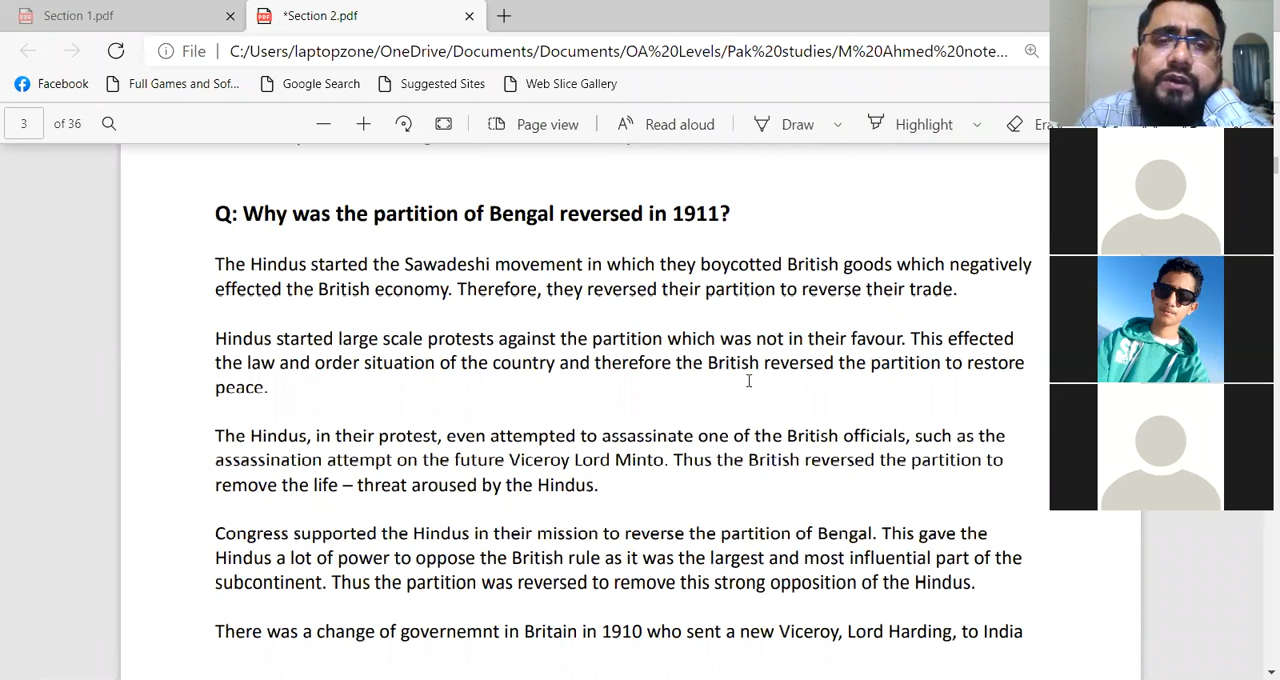 Section 1.pdf
*Section 2.pdf
File
C:/Users/laptopzone/OneDrive/Documents/Documents/OA%20Levels/Pak%20studies/M%20Ahmed%20note...
Facebook
Full Games and Sof...
Google Search
Suggested Sites
Web Slice Gallery
3 of 36
Page view
Read aloud
Draw
Highlight
Q: Why was the partition of Bengal reversed in 1911?
The Hindus started the Sawadeshi movement in which they boycotted British goods which negatively
effected the British economy. Therefore, they reversed their partition to reverse their trade.
Hindus started large scale protests against the partition which was not in their favour. This effected
the law and order situation of the country and therefore the British reversed the partition to restore
peace.
The Hindus, in their protest, even attempted to assassinate one of the British officials, such as the
assassination attempt on the future Viceroy Lord Minto. Thus the British reversed the partition to
remove the life – threat aroused by the Hindus.
Congress supported the Hindus in their mission to reverse the partition of Bengal. This gave the
Hindus a lot of power to oppose the British rule as it was the largest and most influential part of the
subcontinent. Thus the partition was reversed to remove this strong opposition of the Hindus.
There was a change of governemnt in Britain in 1910 who sent a new Viceroy, Lord Harding, to India